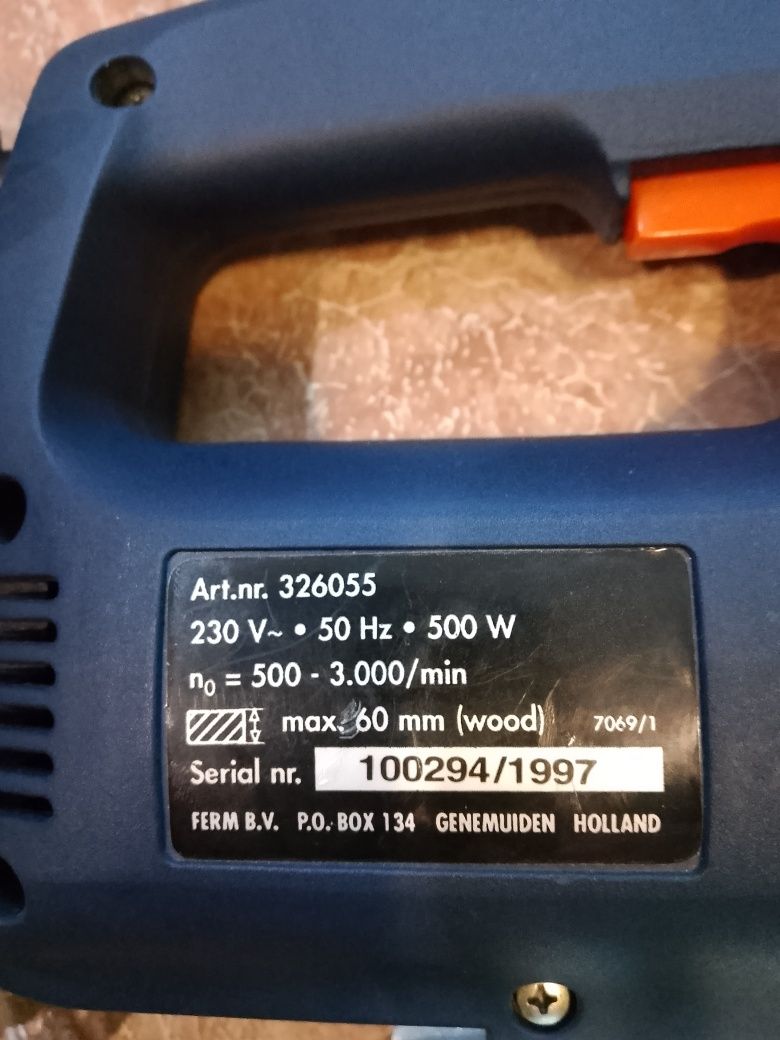 Art.nr. 326055
230 V~ • 50 Hz • 500 W
n₀ = 500 - 3.000/min
max. 60 mm (wood) 7069/1
Serial nr. 100294/1997
FERM B.V. P.O. BOX 134 GENEMUIDEN HOLLAND